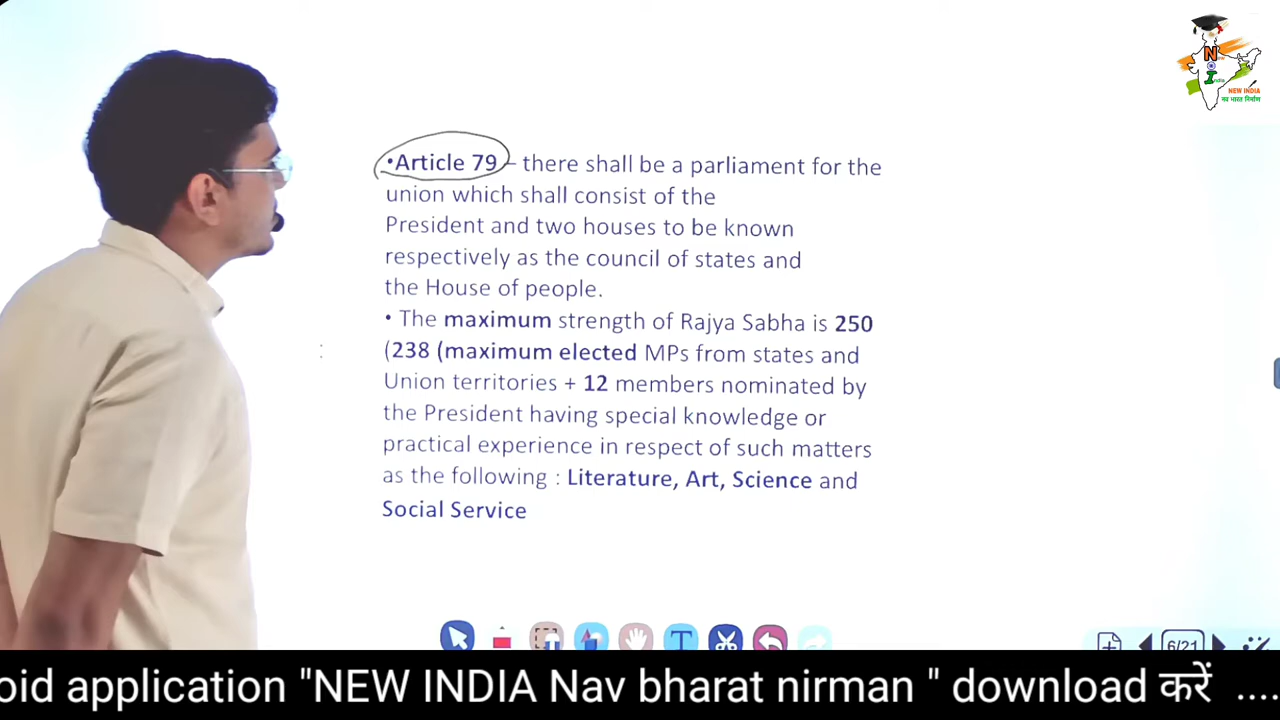 N ew
I ndia
NEW INDIA
नव भारत निर्माण
•Article 79 – there shall be a parliament for the
union which shall consist of the
President and two houses to be known
respectively as the council of states and
the House of people.
• The maximum strength of Rajya Sabha is 250
(238 (maximum elected MPs from states and
Union territories + 12 members nominated by
the President having special knowledge or
practical experience in respect of such matters
as the following : Literature, Art, Science and
Social Service
T
6/21
oid application "NEW INDIA Nav bharat nirman " download करें ....